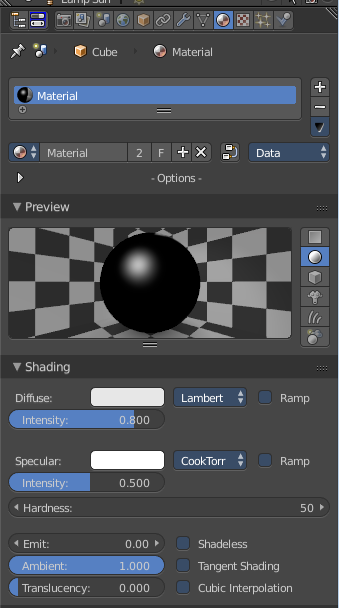 Lamp Sun
Cube Material
Material
Material 2 F Data
- Options -
Preview
Shading
Diffuse: Lambert Ramp
Intensity: 0.800
Specular: CookTorr Ramp
Intensity: 0.500
Hardness: 50
Emit: 0.00 Shadeless
Ambient: 1.000 Tangent Shading
Translucency: 0.000 Cubic Interpolation